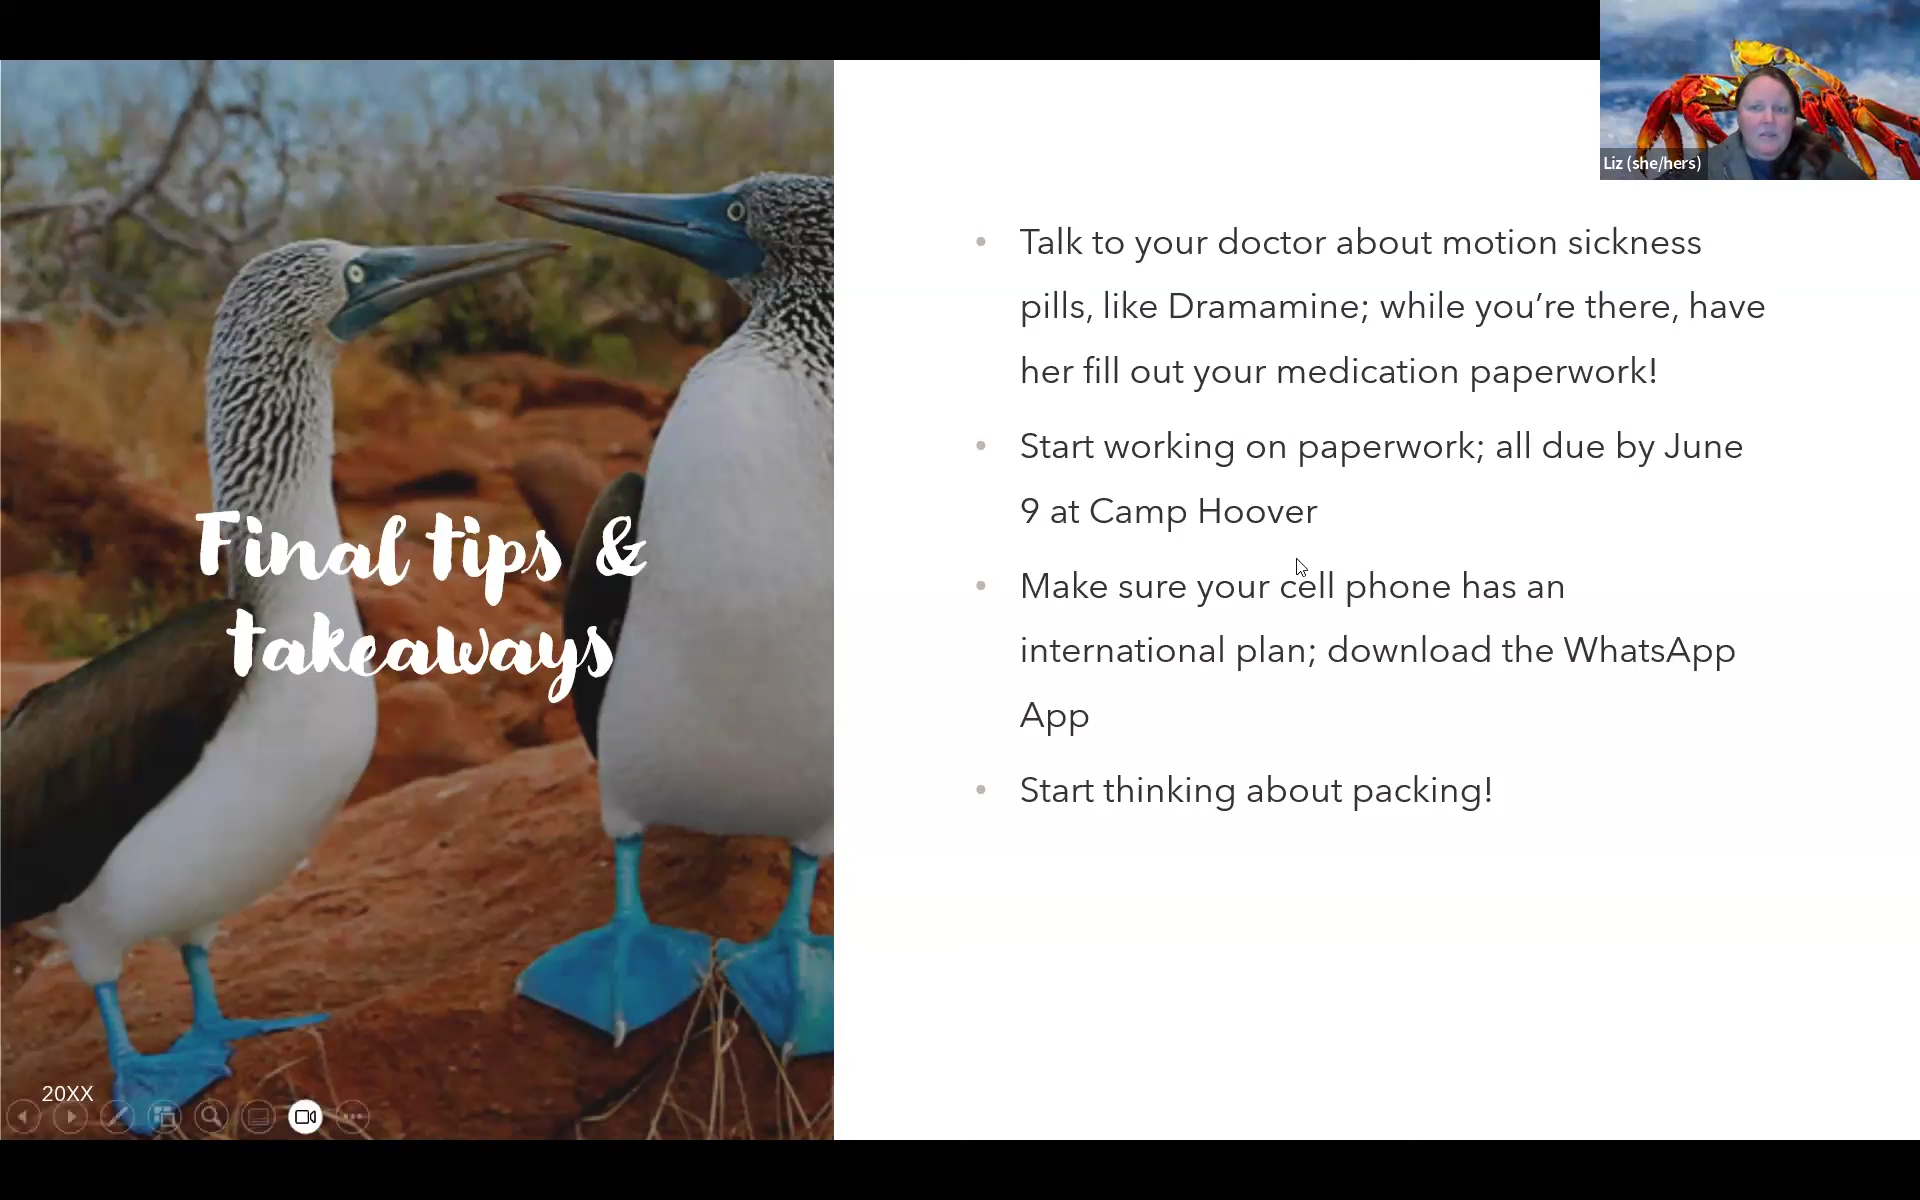 Liz (she/hers)
Final tips &
takeaways
• Talk to your doctor about motion sickness
pills, like Dramamine; while you’re there, have
her fill out your medication paperwork!
• Start working on paperwork; all due by June
9 at Camp Hoover
• Make sure your cell phone has an
international plan; download the WhatsApp
App
• Start thinking about packing!
20XX